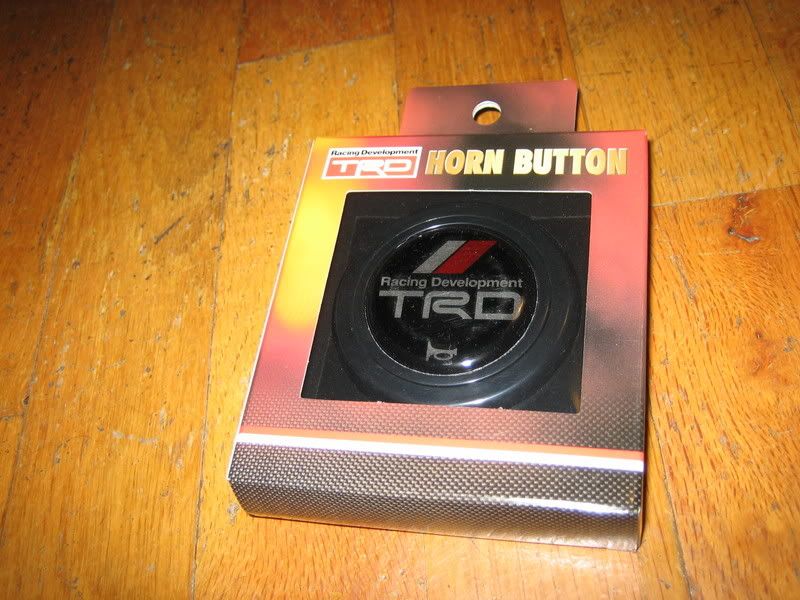 Racing Development
TRD HORN BUTTON
Racing Development
TRD